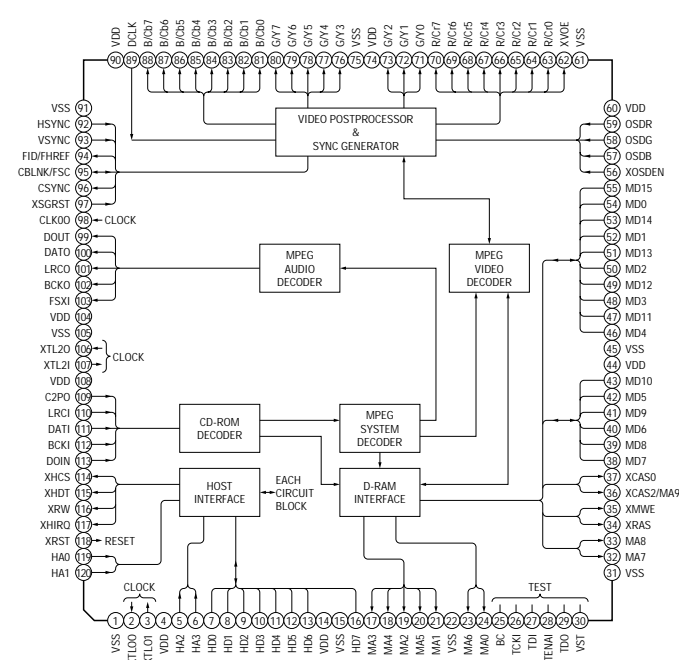 VDD DCLK B/Cb7 B/Cb6 B/Cb5 B/Cb4 B/Cb3 B/Cb2 B/Cb1 B/Cb0 G/Y7 G/Y6 G/Y5 G/Y4 G/Y3 VSS VDD G/Y2 G/Y1 G/Y0 R/Cr7 R/Cr6 R/Cr5 R/Cr4 R/Cr3 R/Cr2 R/Cr1 R/Cr0 XVOE VSS
90 89 88 87 86 85 84 83 82 81 80 79 78 77 76 75 74 73 72 71 70 69 68 67 66 65 64 63 62 61
VSS 91
HSYNC 92
VSYNC 93
FID/FHREF 94
CBLNK/FSC 95
CSYNC 96
XSGRST 97
CLK0O 98 CLOCK
DOUT 99
DATO 100
LRCO 101
BCKO 102
FSXI 103
VDD 104
VSS 105
XTL2O 106
XTL2I 107
CLOCK
VDD 108
C2PO 109
LRCI 110
DATI 111
BCKI 112
DOIN 113
XHCS 114
XHDT 115
XRW 116
XHIRQ 117
XRST 118 RESET
HA0 119
HA1 120
VIDEO POSTPROCESSOR
&
SYNC GENERATOR
MPEG
AUDIO
DECODER
MPEG
VIDEO
DECODER
CD-ROM
DECODER
MPEG
SYSTEM
DECODER
HOST
INTERFACE
EACH
CIRCUIT
BLOCK
D-RAM
INTERFACE
60 VDD
59 OSDR
58 OSDG
57 OSDB
56 XOSDEN
55 MD15
54 MD0
53 MD14
52 MD1
51 MD13
50 MD2
49 MD12
48 MD3
47 MD11
46 MD4
45 VSS
44 VDD
43 MD10
42 MD5
41 MD9
40 MD6
39 MD8
38 MD7
37 XCAS0
36 XCAS2/MA9
35 XMWE
34 XRAS
33 MA8
32 MA7
31 VSS
CLOCK
TEST
1 2 3 4 5 6 7 8 9 10 11 12 13 14 15 16 17 18 19 20 21 22 23 24 25 26 27 28 29 30
VSS XTLOO XTLO1 VDD HA2 HA3 HD0 HD1 HD2 HD3 HD4 HD5 HD6 VDD VSS HD7 MA3 MA4 MA2 MA5 MA1 VSS MA6 MA0 BC TCKI TDI TENAI TDO VST